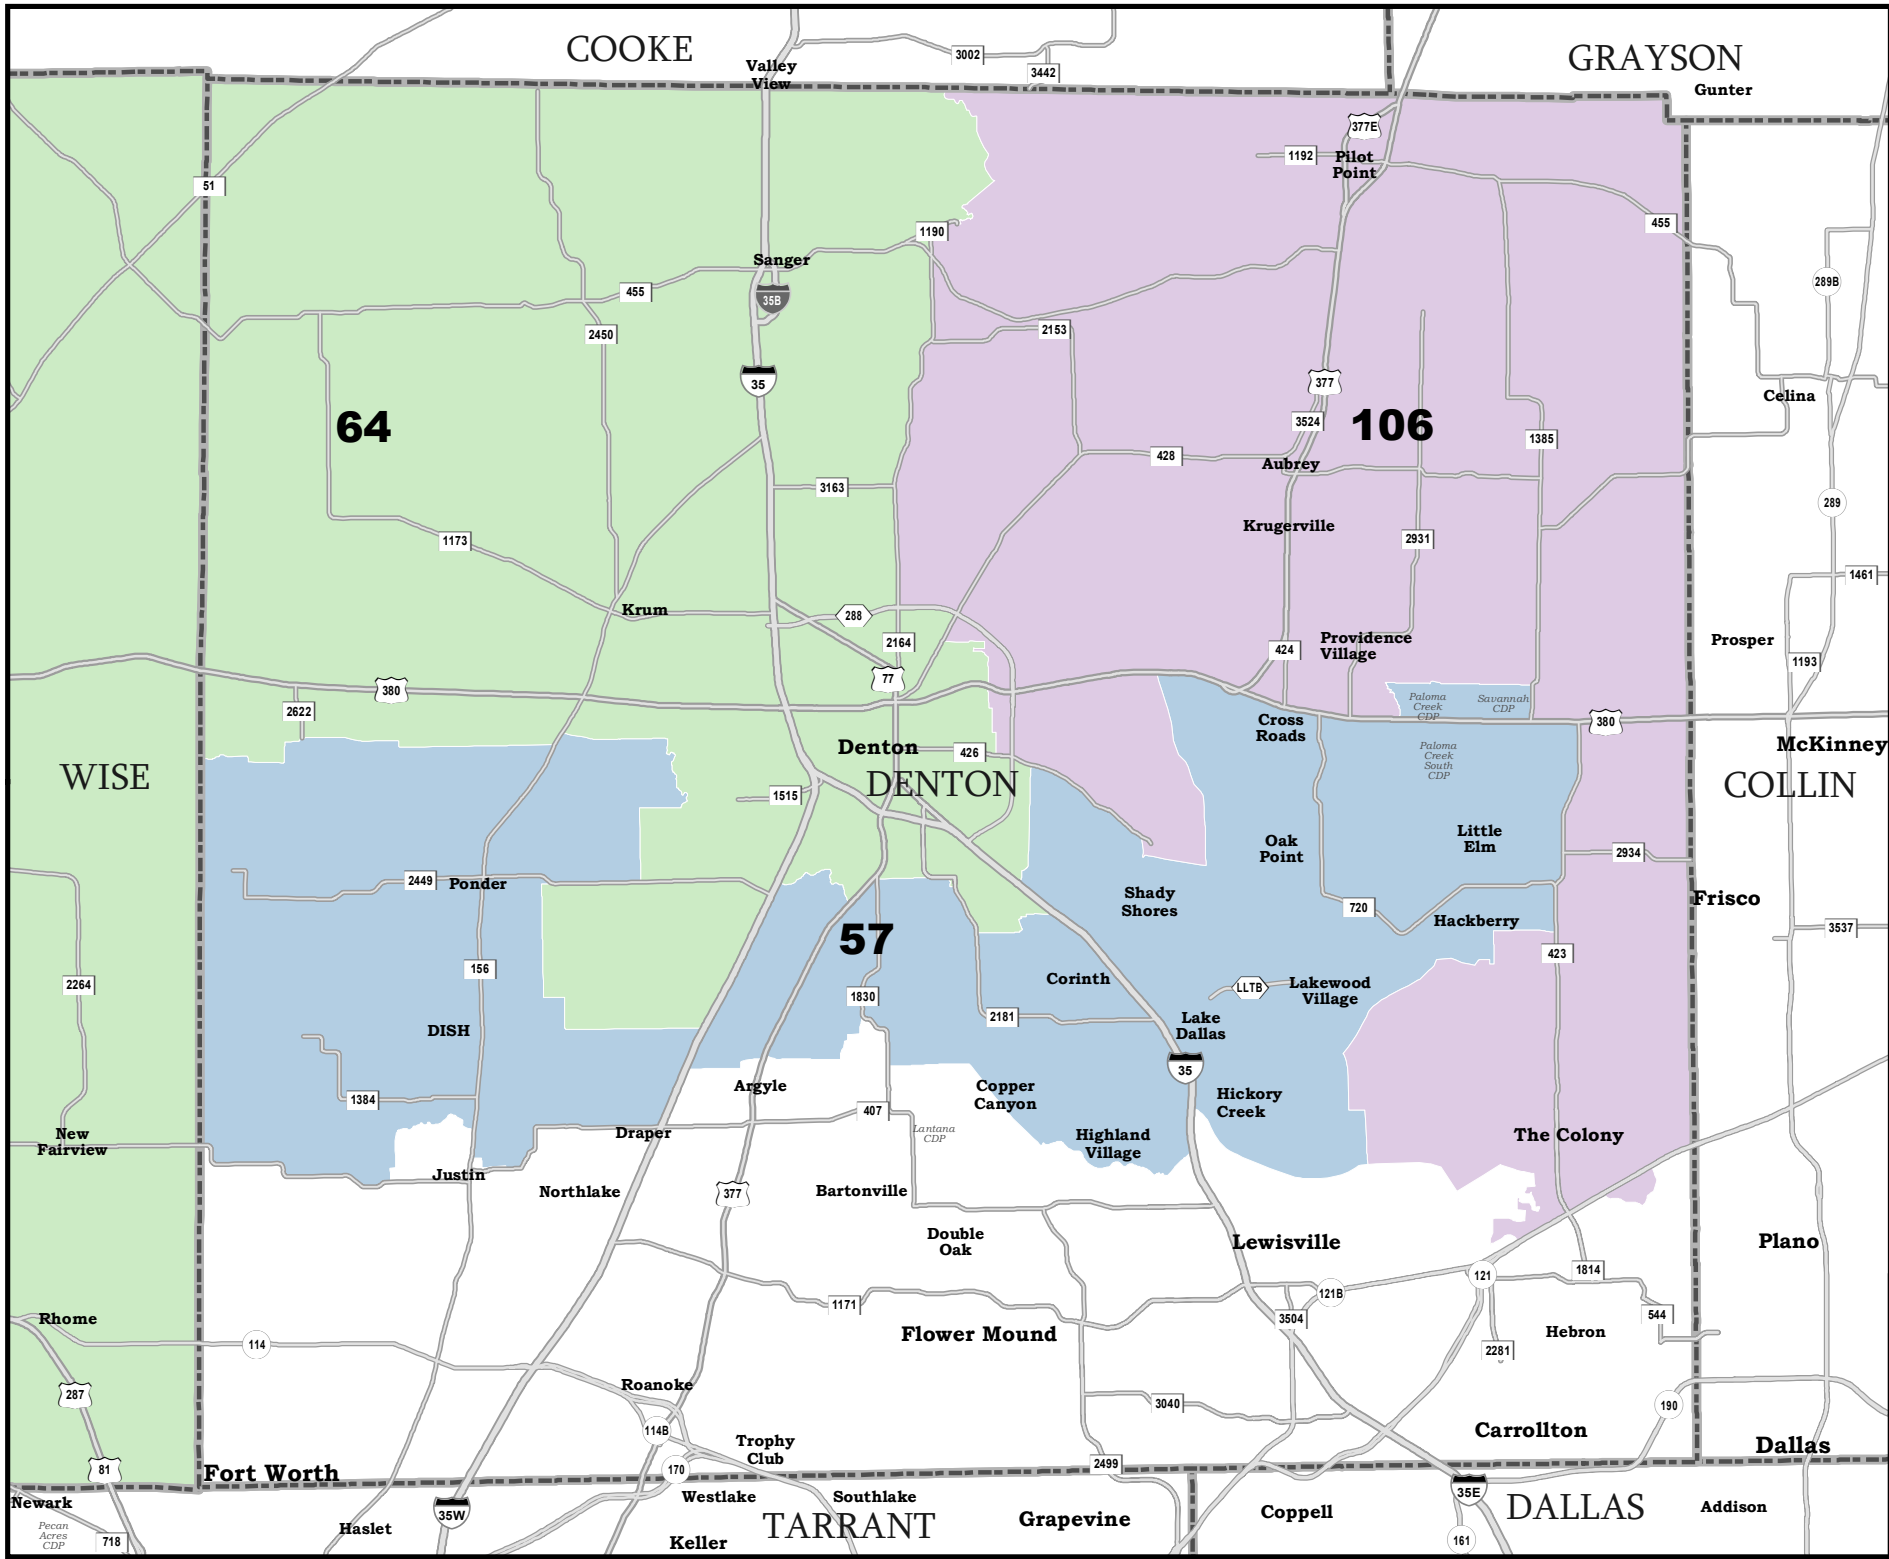 COOKE
GRAYSON
Valley
View
3002
3442
Gunter
377E
1192
Pilot
Point
51
455
1190
Sanger
35B
455
289B
2450
2153
35
377
Celina
64
3524
106
1385
428
Aubrey
3163
289
Krugerville
1173
2931
1461
Krum
288
2164
424
Providence
Village
Prosper
1193
77
380
2622
Paloma
Creek
CDP
Savannah
CDP
Cross
Roads
380
Denton
426
Paloma
Creek
South
CDP
McKinney
WISE
DENTON
COLLIN
1515
Oak
Point
Little
Elm
2934
2449
Ponder
Shady
Shores
720
Frisco
Hackberry
57
3537
423
156
Corinth
2264
1830
LLTB
Lakewood
Village
2181
Lake
Dallas
DISH
35
Argyle
Copper
Canyon
Hickory
Creek
1384
407
New
Fairview
Draper
Lantana
CDP
Highland
Village
The Colony
Justin
Northlake
377
Bartonville
Double
Oak
Lewisville
Plano
121
1814
121B
1171
Rhome
3504
544
114
Flower Mound
Hebron
2281
287
Roanoke
3040
190
114B
Carrollton
Trophy
Club
Dallas
81
Fort Worth
170
2499
Newark
Westlake
Southlake
35E
35W
Pecan
Acres
CDP
718
Haslet
TARRANT
Grapevine
Coppell
DALLAS
Addison
Keller
161